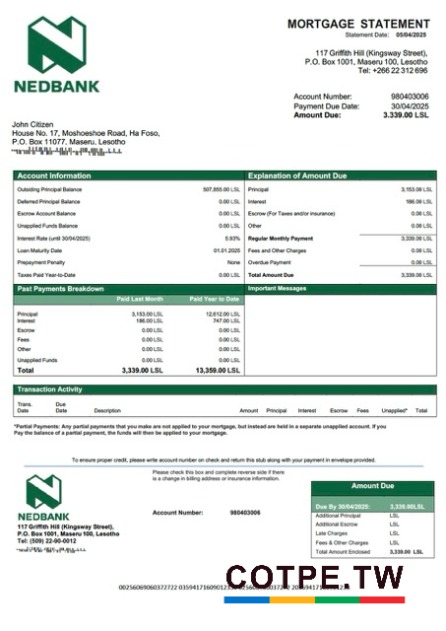 MORTGAGE STATEMENT
Statement Date: 05/04/2025
NEDBANK
117 Griffith Hill (Kingsway Street),
P.O. Box 1001, Maseru 100, Lesotho
Tel: +266 22 312 696
Account Number: 980403006
Payment Due Date: 30/04/2025
Amount Due: 3.339.00 LSL
John Citizen
House No. 17, Moshoeshoe Road, Ha Foso,
P.O. Box 11077, Maseru, Lesotho
Account Information
Outsiding Principal Balance 507,855.00 LSL
Deferred Principal Balance 0.00 LSL
Escrow Account Balance 0.00 LSL
Unapplied Funds Balance 0.00 LSL
Interest Rate (until 30/04/2025) 5.93%
Loan Maturity Date 01.01.2025
Prepayment Penalty None
Taxes Paid Year-to-Date 0.00 LSL
Explanation of Amount Due
Principal 3,153.00 LSL
Interest 186.00 LSL
Escrow (For Taxes and/or insurance) 0.00 LSL
Other 0.00 LSL
Regular Monthly Payment 3,339.00 LSL
Fees and Other Charges 0.00 LSL
Overdue Payment 0.00 LSL
Total Amount Due 3,339.00 LSL
Past Payments Breakdown
Paid Last Month Paid Year to Date
Principal 3,153.00 LSL 12,612.00 LSL
Interest 186.00 LSL 747.00 LSL
Escrow 0.00 LSL 0.00 LSL
Fees 0.00 LSL 0.00 LSL
Other 0.00 LSL 0.00 LSL
Unapplied Funds 0.00 LSL 0.00 LSL
Total 3,339.00 LSL 13,359.00 LSL
Important Messages
Transaction Activity
Trans. Date Due Date Description Amount Principal Interest Escrow Fees Unapplied* Total
*Partial Payments: Any partial payments that you make are not applied to your mortgage, but instead are held in a separate unapplied account. If you
Pay the balance of a partial payment, the funds will then be applied to your mortgage.
To ensure proper credit, please write account number on check and return this stub along with your payment in envelope provided.
Please check this box and complete reverse side if there
is a change in billing address or insurance information.
NEDBANK
117 Griffith Hill (Kingsway Street),
P.O. Box 1001, Maseru 100, Lesotho
Tel: (509) 22-90-0012
Account Number: 980403006
Amount Due
Due By 30/04/2025: 3,339.00LSL
Additional Principal LSL
Additional Escrow LSL
Late Charges LSL
Fees & Other Charges LSL
Total Amount Enclosed 3,339.00 LSL
COTPE.TW